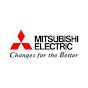 MITSUBISHI
ELECTRIC
Changes for the Better